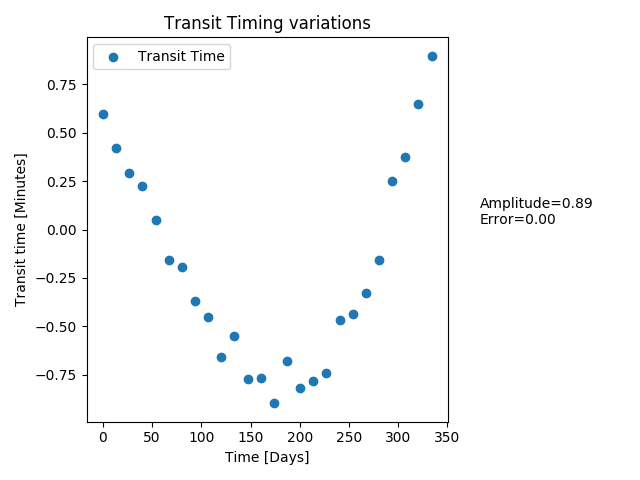 Transit Timing variations
Transit Time
Transit time [Minutes]
0.75
0.50
0.25
0.00
−0.25
−0.50
−0.75
0 50 100 150 200 250 300 350
Time [Days]
Amplitude=0.89
Error=0.00